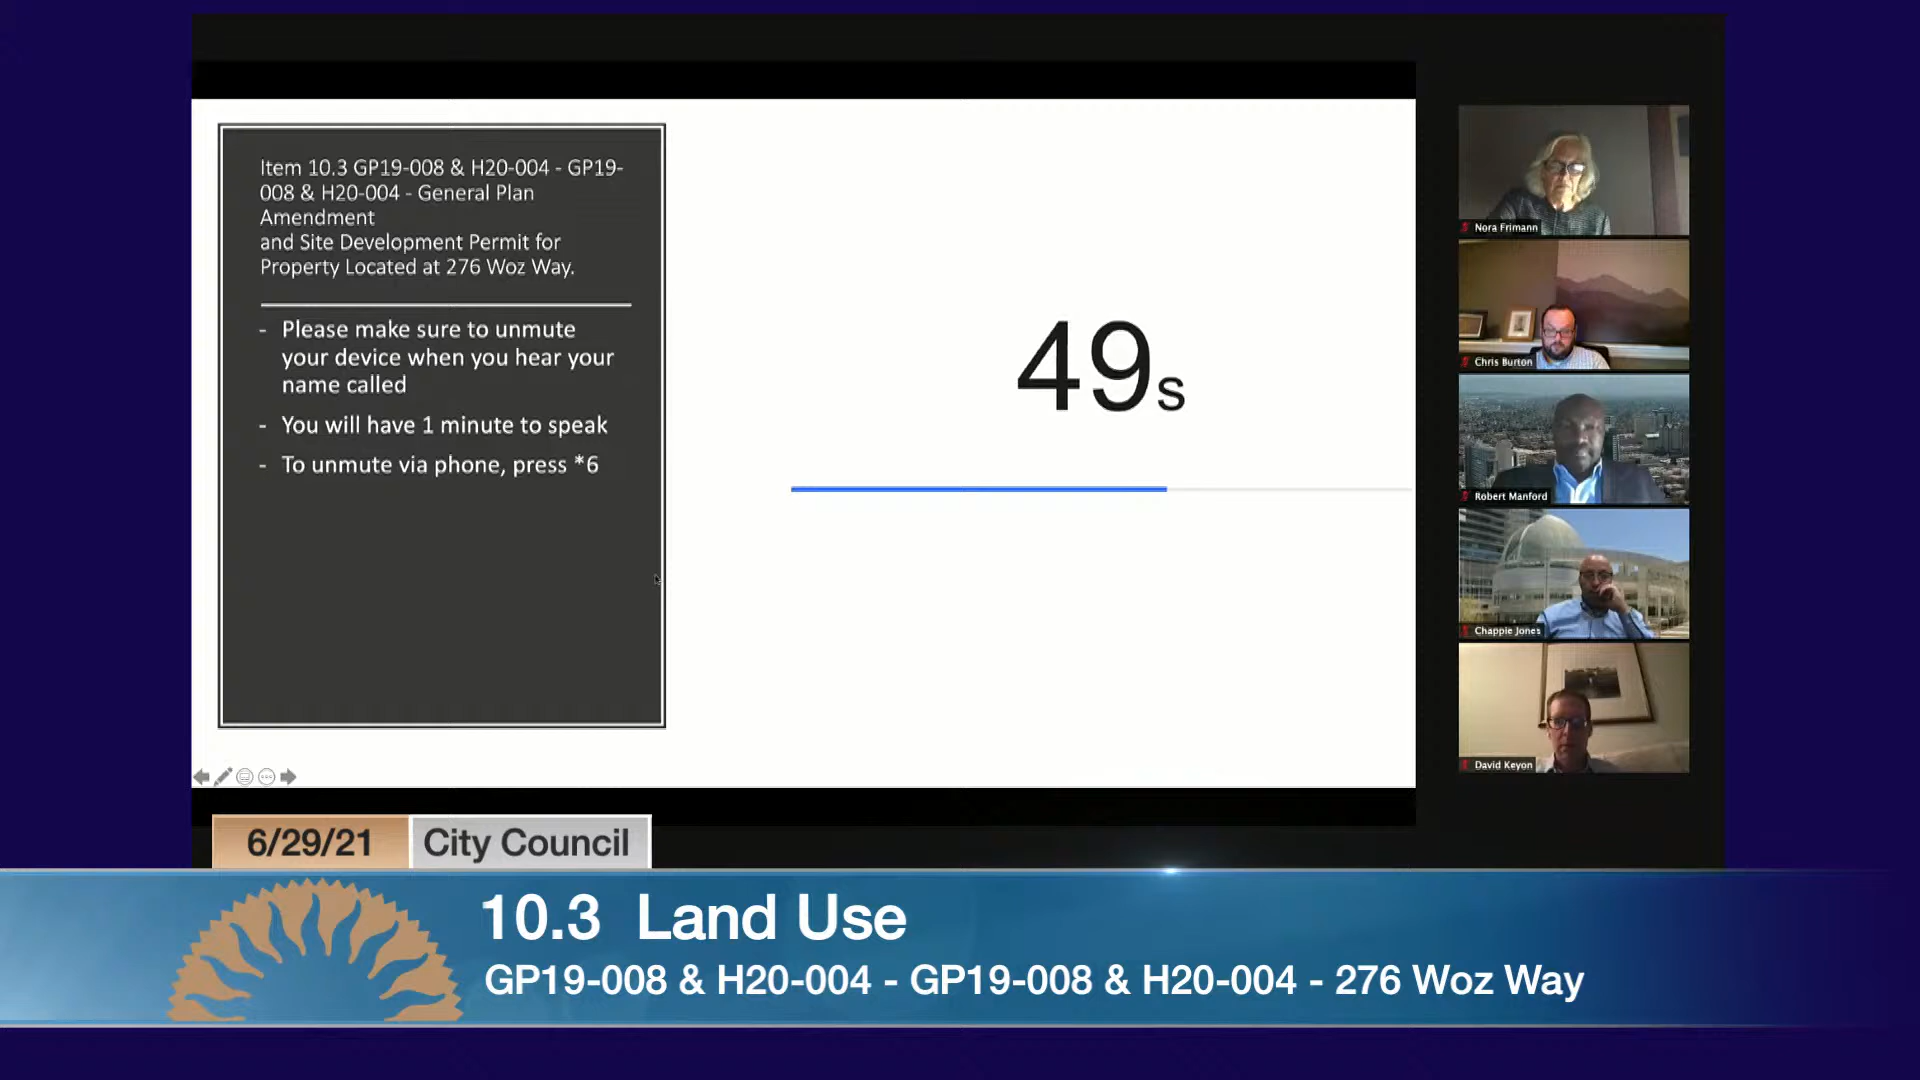 Item 10.3 GP19-008 & H20-004 - GP19-
008 & H20-004 - General Plan
Amendment
and Site Development Permit for
Property Located at 276 Woz Way.
- Please make sure to unmute
your device when you hear your
name called
- You will have 1 minute to speak
- To unmute via phone, press *6
49s
Nora Frimann
Chris Burton
Robert Manford
Chappie Jones
David Keyon
6/29/21
City Council
10.3 Land Use
GP19-008 & H20-004 - GP19-008 & H20-004 - 276 Woz Way